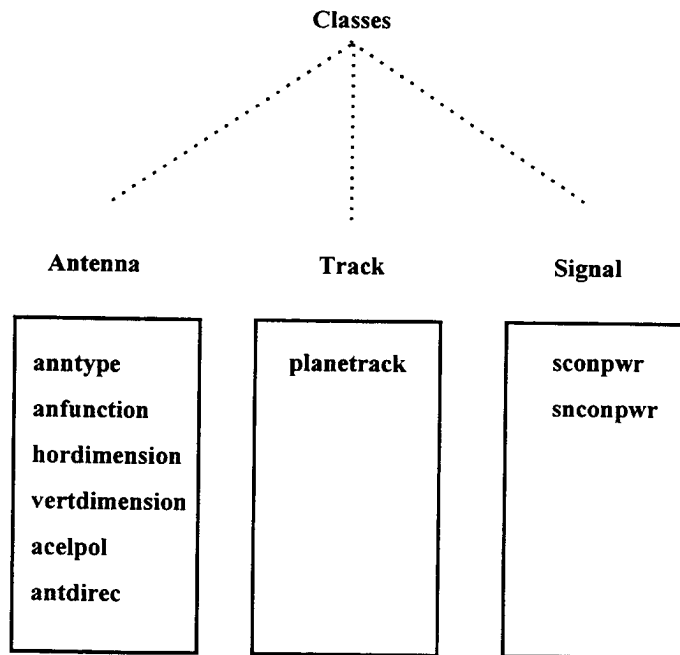 Classes
Antenna
Track
Signal
anntype
anfunction
hordimension
vertdimension
acelpol
antdirec
planetrack
sconpwr
snconpwr